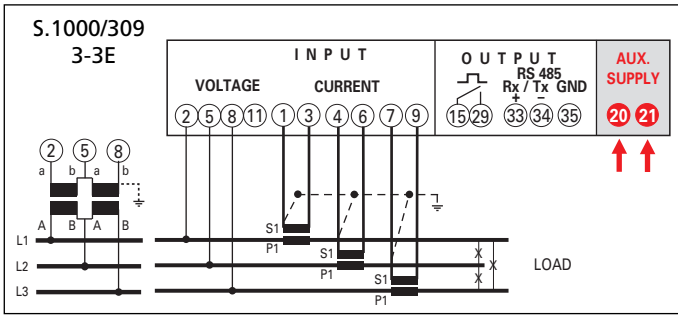 S.1000/309
3-3E
INPUT
OUTPUT
AUX.
SUPPLY
VOLTAGE
CURRENT
RS 485
Rx / Tx GND
+ −
2 5 8 11 1 3 4 6 7 9 15 29 33 34 35 20 21
2 5 8
a b a b
A B A B
S1
P1
S1
P1
S1
P1
L1
L2
L3
X
X
X
LOAD